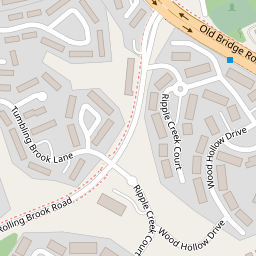 Old Bridge Ro
Tumbling Brook Lane
Ripple Creek Court
Wood Hollow Drive
Rolling Brook Road
Ripple Creek Court
Wood Hollow Drive